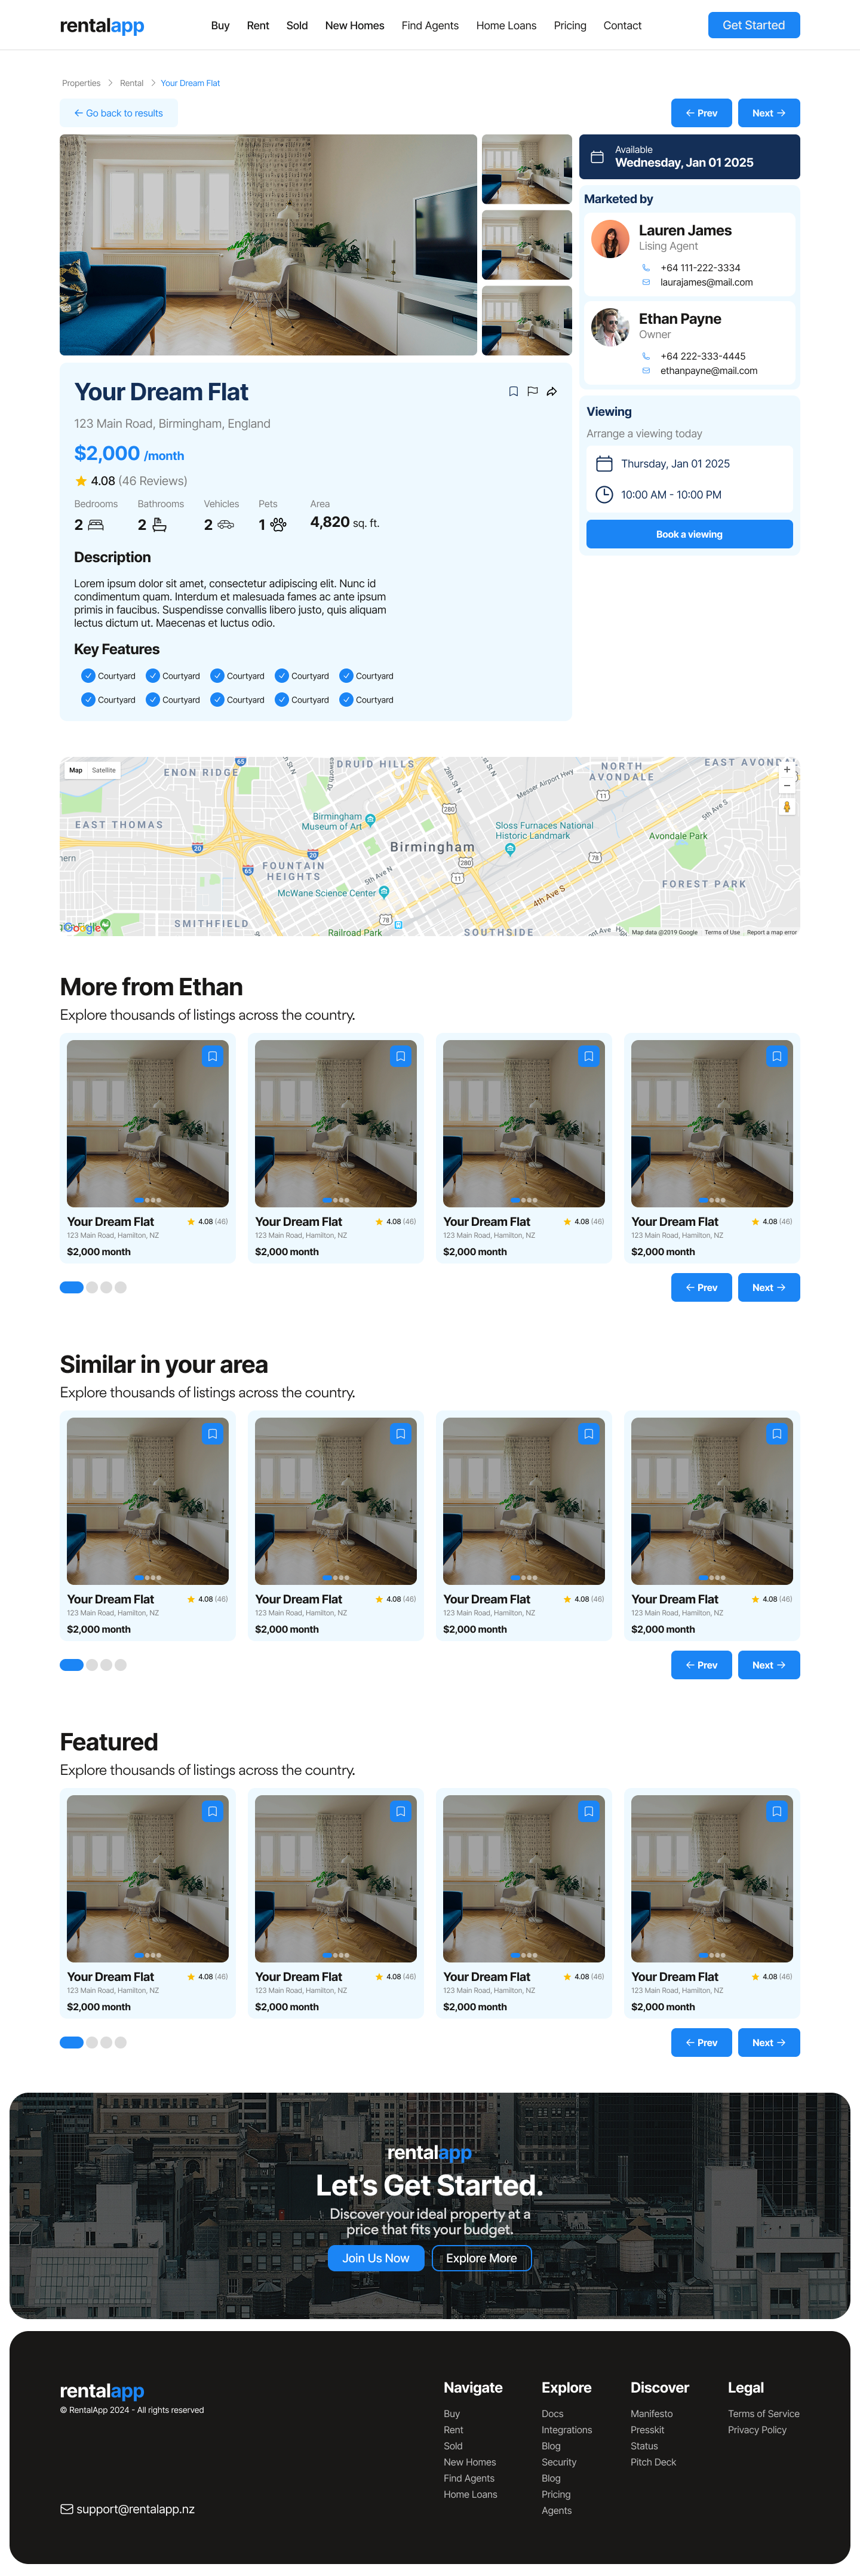 rentalapp
Buy Rent Sold New Homes Find Agents Home Loans Pricing Contact
Get Started
Properties Rental Your Dream Flat
Go back to results
Prev Next
Available
Wednesday, Jan 01 2025
Marketed by
Lauren James
Lising Agent
+64 111-222-3334
laurajames@mail.com
Ethan Payne
Owner
+64 222-333-4445
ethanpayne@mail.com
Viewing
Arrange a viewing today
Thursday, Jan 01 2025
10:00 AM - 10:00 PM
Book a viewing
Your Dream Flat
123 Main Road, Birmingham, England
$2,000 /month
4.08 (46 Reviews)
Bedrooms Bathrooms Vehicles Pets Area
2 2 2 1 4,820 sq. ft.
Description
Lorem ipsum dolor sit amet, consectetur adipiscing elit. Nunc id
condimentum quam. Interdum et malesuada fames ac ante ipsum
primis in faucibus. Suspendisse convallis libero justo, quis aliquam
lectus dictum ut. Maecenas et luctus odio.
Key Features
Courtyard Courtyard Courtyard Courtyard Courtyard
Courtyard Courtyard Courtyard Courtyard Courtyard
Map Satellite
ENON RIDGE
65
DRUID HILLS
28th St N
Messer Airport Hwy
NORTH
AVONDALE
EAST AVONDAL
11
280
5th Ave S
EAST THOMAS
Birmingham
Museum of Art
Sloss Furnaces National
Historic Landmark
Avondale Park
20
20
Birmingham
78
65
FOUNTAIN
HEIGHTS
280
5th Ave N
11
McWane Science Center
4th Ave S
FOREST PARK
SMITHFIELD
78
Railroad Park
SOUTHSIDE
Google
Map data @2019 Google Terms of Use Report a map error
More from Ethan
Explore thousands of listings across the country.
Your Dream Flat 4.08 (46) Your Dream Flat 4.08 (46) Your Dream Flat 4.08 (46) Your Dream Flat 4.08 (46)
123 Main Road, Hamilton, NZ 123 Main Road, Hamilton, NZ 123 Main Road, Hamilton, NZ 123 Main Road, Hamilton, NZ
$2,000 month $2,000 month $2,000 month $2,000 month
Prev Next
Similar in your area
Explore thousands of listings across the country.
Your Dream Flat 4.08 (46) Your Dream Flat 4.08 (46) Your Dream Flat 4.08 (46) Your Dream Flat 4.08 (46)
123 Main Road, Hamilton, NZ 123 Main Road, Hamilton, NZ 123 Main Road, Hamilton, NZ 123 Main Road, Hamilton, NZ
$2,000 month $2,000 month $2,000 month $2,000 month
Prev Next
Featured
Explore thousands of listings across the country.
Your Dream Flat 4.08 (46) Your Dream Flat 4.08 (46) Your Dream Flat 4.08 (46) Your Dream Flat 4.08 (46)
123 Main Road, Hamilton, NZ 123 Main Road, Hamilton, NZ 123 Main Road, Hamilton, NZ 123 Main Road, Hamilton, NZ
$2,000 month $2,000 month $2,000 month $2,000 month
Prev Next
rentalapp
Let's Get Started.
Discover your ideal property at a
price that fits your budget.
Join Us Now Explore More
rentalapp
© RentalApp 2024 - All rights reserved
support@rentalapp.nz
Navigate
Buy
Rent
Sold
New Homes
Find Agents
Home Loans
Explore
Docs
Integrations
Blog
Security
Blog
Pricing
Agents
Discover
Manifesto
Presskit
Status
Pitch Deck
Legal
Terms of Service
Privacy Policy